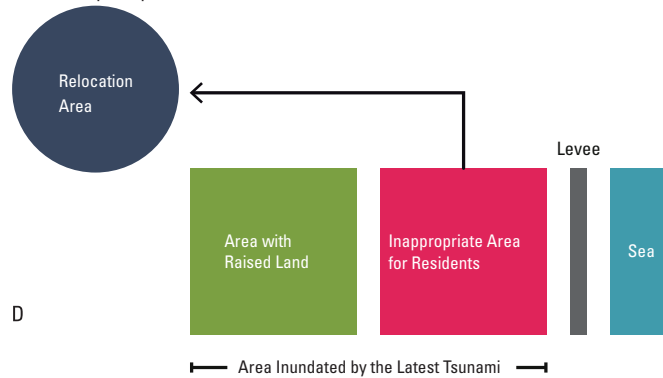 Relocation
Area
Levee
Area with
Raised Land
Inappropriate Area
for Residents
Sea
D
Area Inundated by the Latest Tsunami